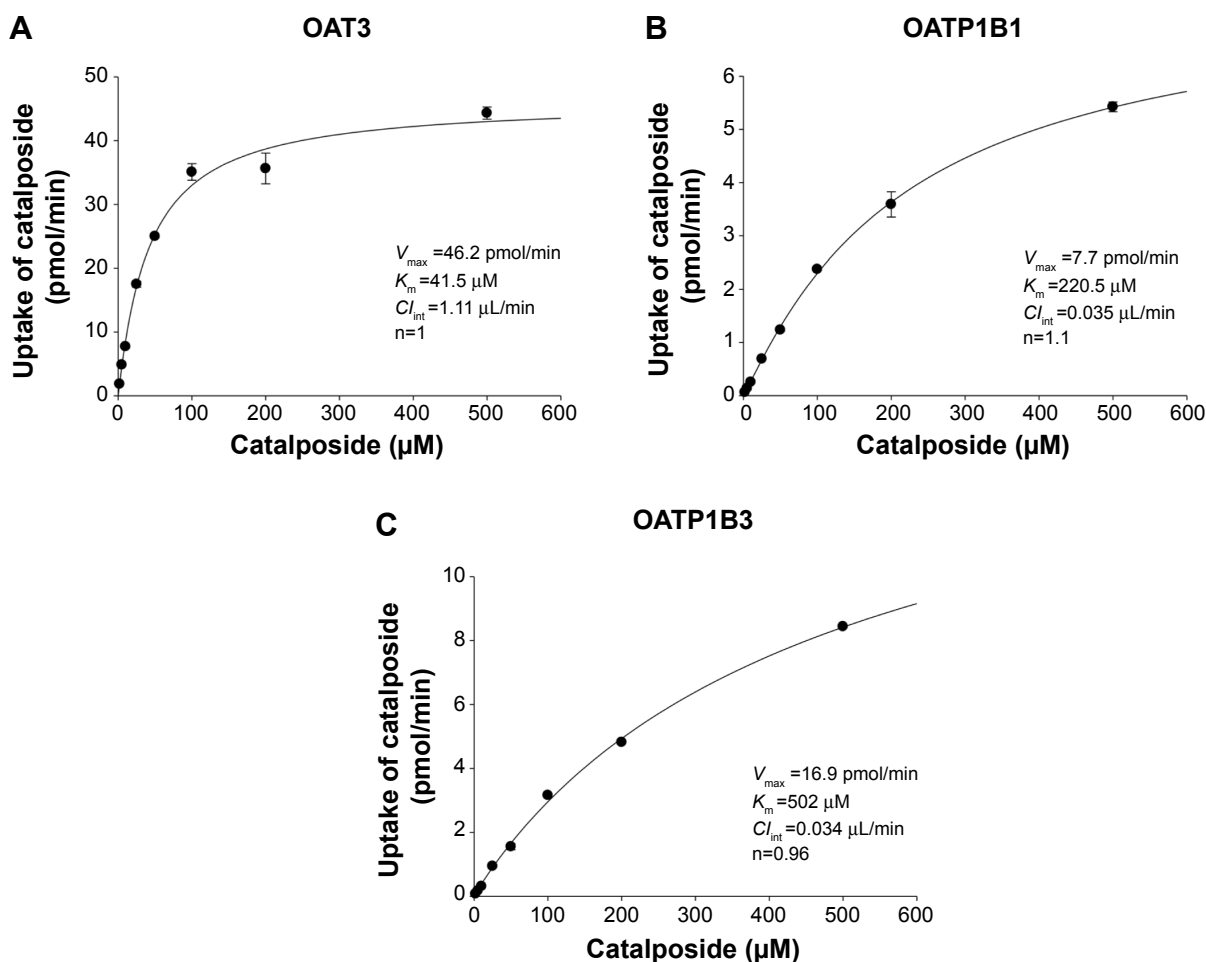 A
OAT3
Uptake of catalposide
(pmol/min)
50
40
30
20
10
0
V_max =46.2 pmol/min
K_m =41.5 µM
Cl_int =1.11 µL/min
n=1
0 100 200 300 400 500 600
Catalposide (µM)
B
OATP1B1
Uptake of catalposide
(pmol/min)
6
5
4
3
2
1
0
V_max =7.7 pmol/min
K_m =220.5 µM
Cl_int =0.035 µL/min
n=1.1
0 100 200 300 400 500 600
Catalposide (µM)
C
OATP1B3
Uptake of catalposide
(pmol/min)
10
8
6
4
2
0
V_max =16.9 pmol/min
K_m =502 µM
Cl_int =0.034 µL/min
n=0.96
0 100 200 300 400 500 600
Catalposide (µM)